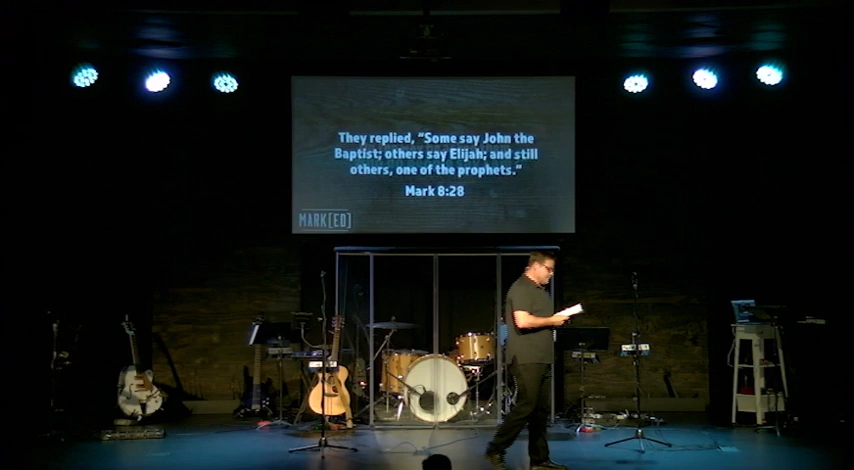 They replied, "Some say John the
Baptist; others say Elijah; and still
others, one of the prophets."
Mark 8:28
MARK[ED]